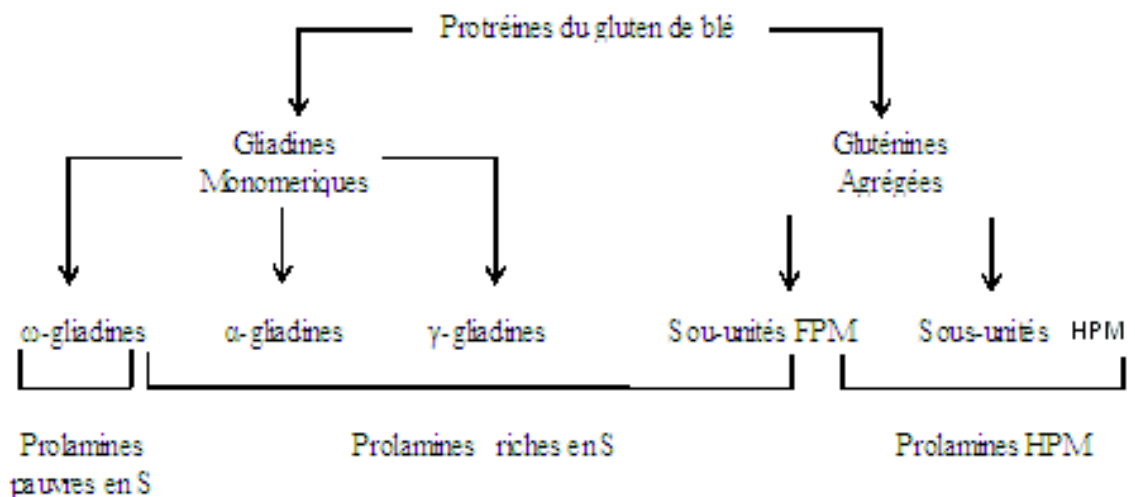 Protréines du gluten de blé
Gliadines
Monomeriques
Gluténines
Agrégées
ω-gliadines α-gliadines γ-gliadines Sou-unités FPM Sous-unités HPM
Prolamines
pauvres en S
Prolamines riches en S
Prolamines HPM